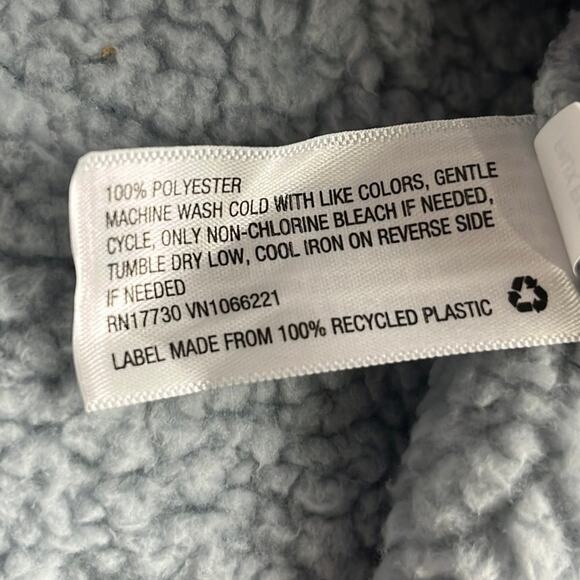 100% POLYESTER
MACHINE WASH COLD WITH LIKE COLORS, GENTLE
CYCLE, ONLY NON-CHLORINE BLEACH IF NEEDED,
TUMBLE DRY LOW, COOL IRON ON REVERSE SIDE
IF NEEDED
RN17730 VN1066221
LABEL MADE FROM 100% RECYCLED PLASTIC